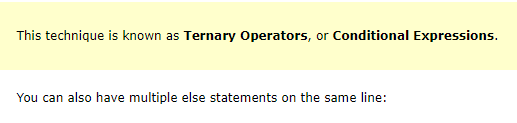 This technique is known as Ternary Operators, or Conditional Expressions.
You can also have multiple else statements on the same line: